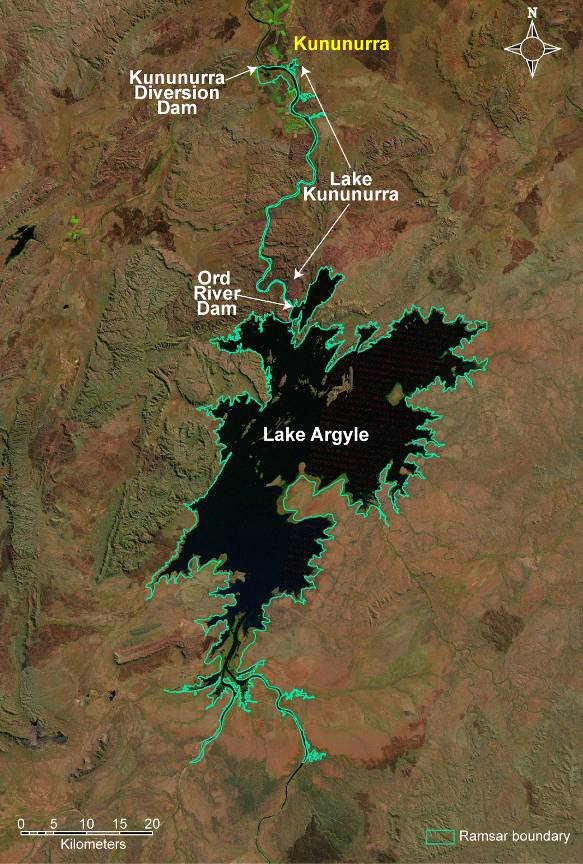 N
Kununurra
Kununurra
Diversion
Dam
Lake
Kununurra
Ord
River
Dam
Lake Argyle
0 5 10 15 20
Kilometers
Ramsar boundary